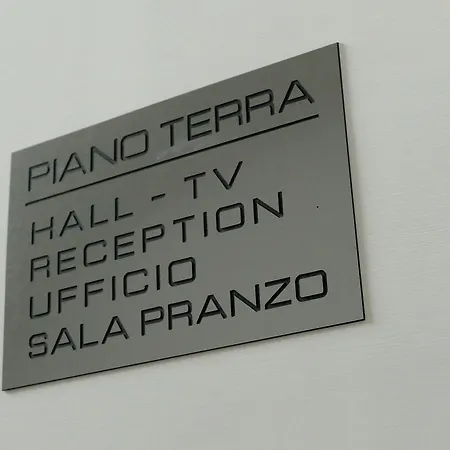 PIANO TERRA
HALL - TV
RECEPTION
UFFICIO
SALA PRANZO